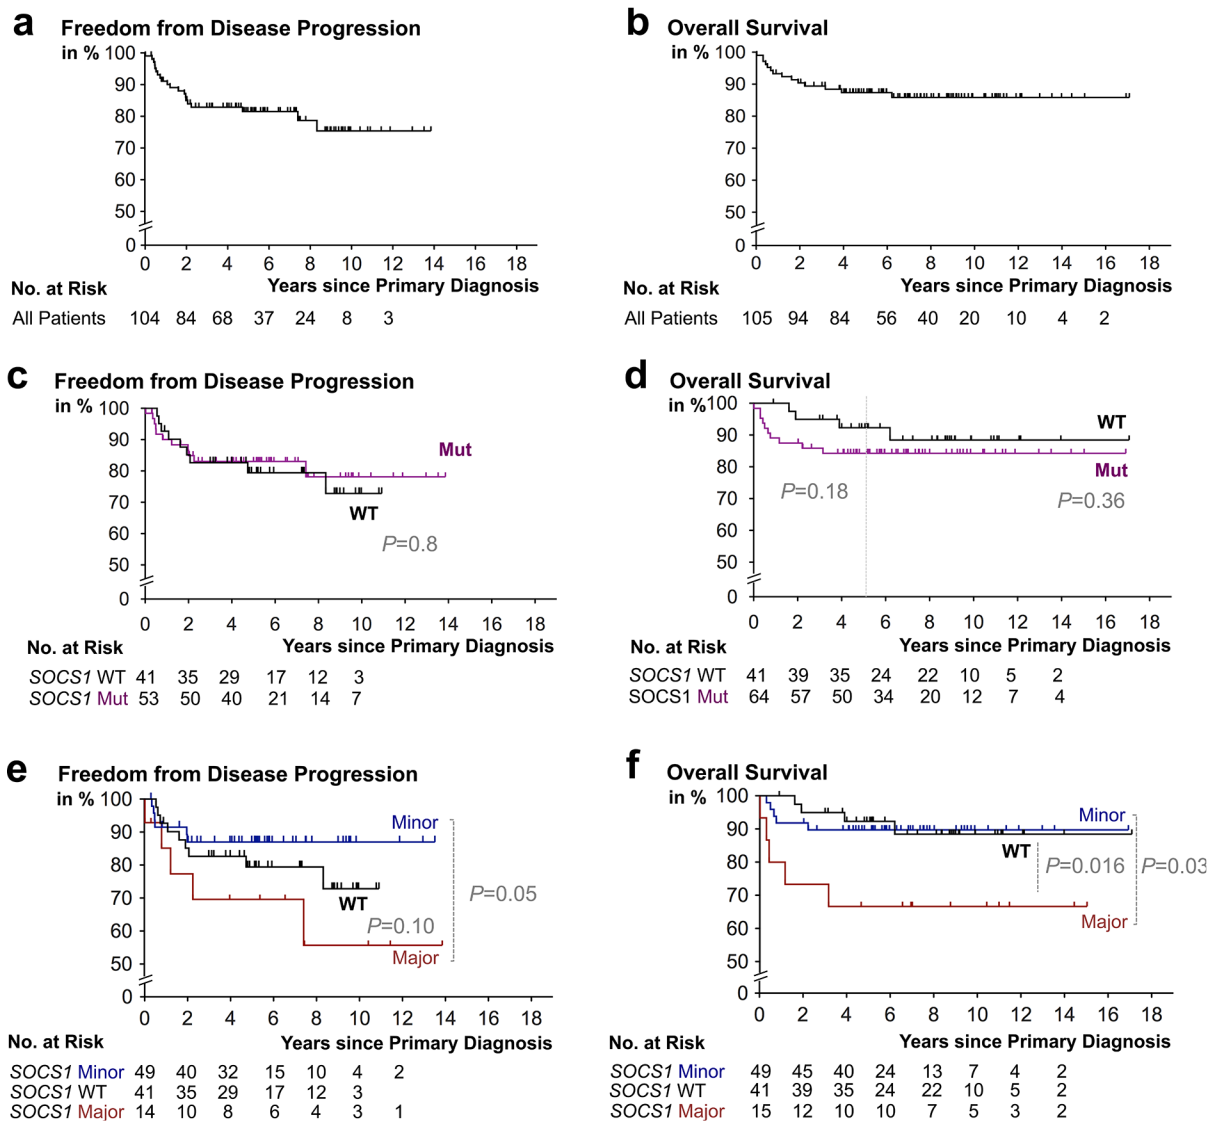 a Freedom from Disease Progression
in %
100
90
80
70
60
50
0
0 2 4 6 8 10 12 14 16 18
Years since Primary Diagnosis
No. at Risk
All Patients 104 84 68 37 24 8 3
b Overall Survival
in %
100
90
80
70
60
50
0
0 2 4 6 8 10 12 14 16 18
Years since Primary Diagnosis
No. at Risk
All Patients 105 94 84 56 40 20 10 4 2
c Freedom from Disease Progression
in %
100
90
80
70
60
50
0
Mut
WT
P=0.8
0 2 4 6 8 10 12 14 16 18
Years since Primary Diagnosis
No. at Risk
SOCS1 WT 41 35 29 17 12 3
SOCS1 Mut 53 50 40 21 14 7
d Overall Survival
in %
100
90
80
70
60
50
0
WT
Mut
P=0.18
P=0.36
0 2 4 6 8 10 12 14 16 18
Years since Primary Diagnosis
No. at Risk
SOCS1 WT 41 39 35 24 22 10 5 2
SOCS1 Mut 64 57 50 34 20 12 7 4
e Freedom from Disease Progression
in %
100
90
80
70
60
50
0
Minor
WT
P=0.05
P=0.10
Major
0 2 4 6 8 10 12 14 16 18
Years since Primary Diagnosis
No. at Risk
SOCS1 Minor 49 40 32 15 10 4 2
SOCS1 WT 41 35 29 17 12 3
SOCS1 Major 14 10 8 6 4 3 1
f Overall Survival
in %
100
90
80
70
60
50
0
Minor
WT
P=0.016
P=0.03
Major
0 2 4 6 8 10 12 14 16 18
Years since Primary Diagnosis
No. at Risk
SOCS1 Minor 49 45 40 24 13 7 4 2
SOCS1 WT 41 39 35 24 22 10 5 2
SOCS1 Major 15 12 10 10 7 5 3 2